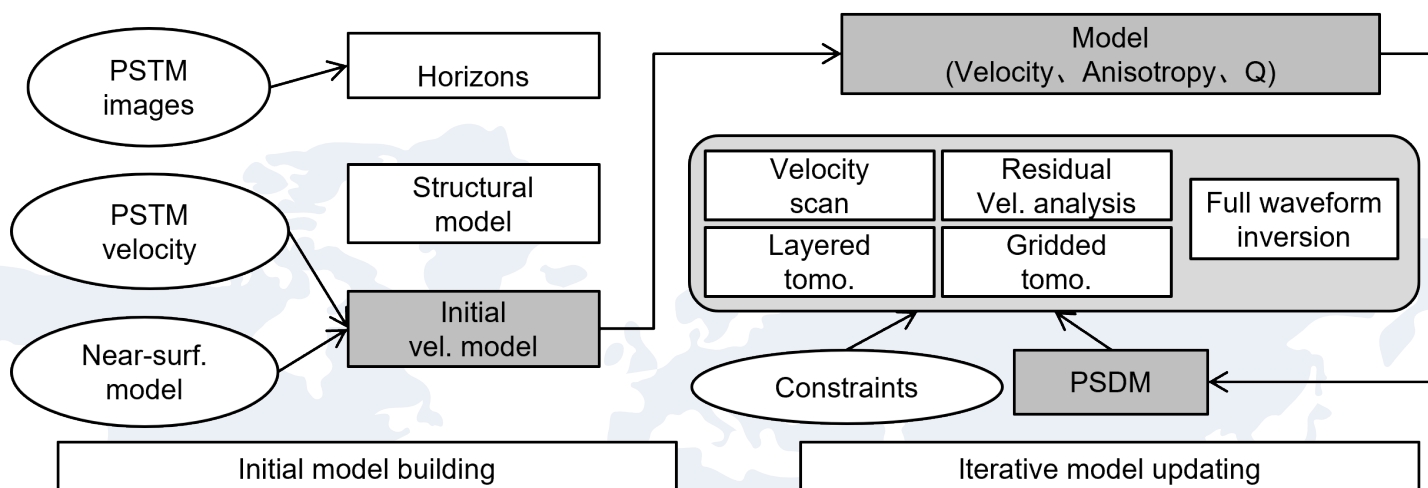 PSTM
images
Horizons
PSTM
velocity
Structural
model
Near-surf.
model
Initial
vel. model
Initial model building
Model
(Velocity、Anisotropy、Q)
Velocity
scan
Residual
Vel. analysis
Layered
tomo.
Gridded
tomo.
Full waveform
inversion
Constraints
PSDM
Iterative model updating